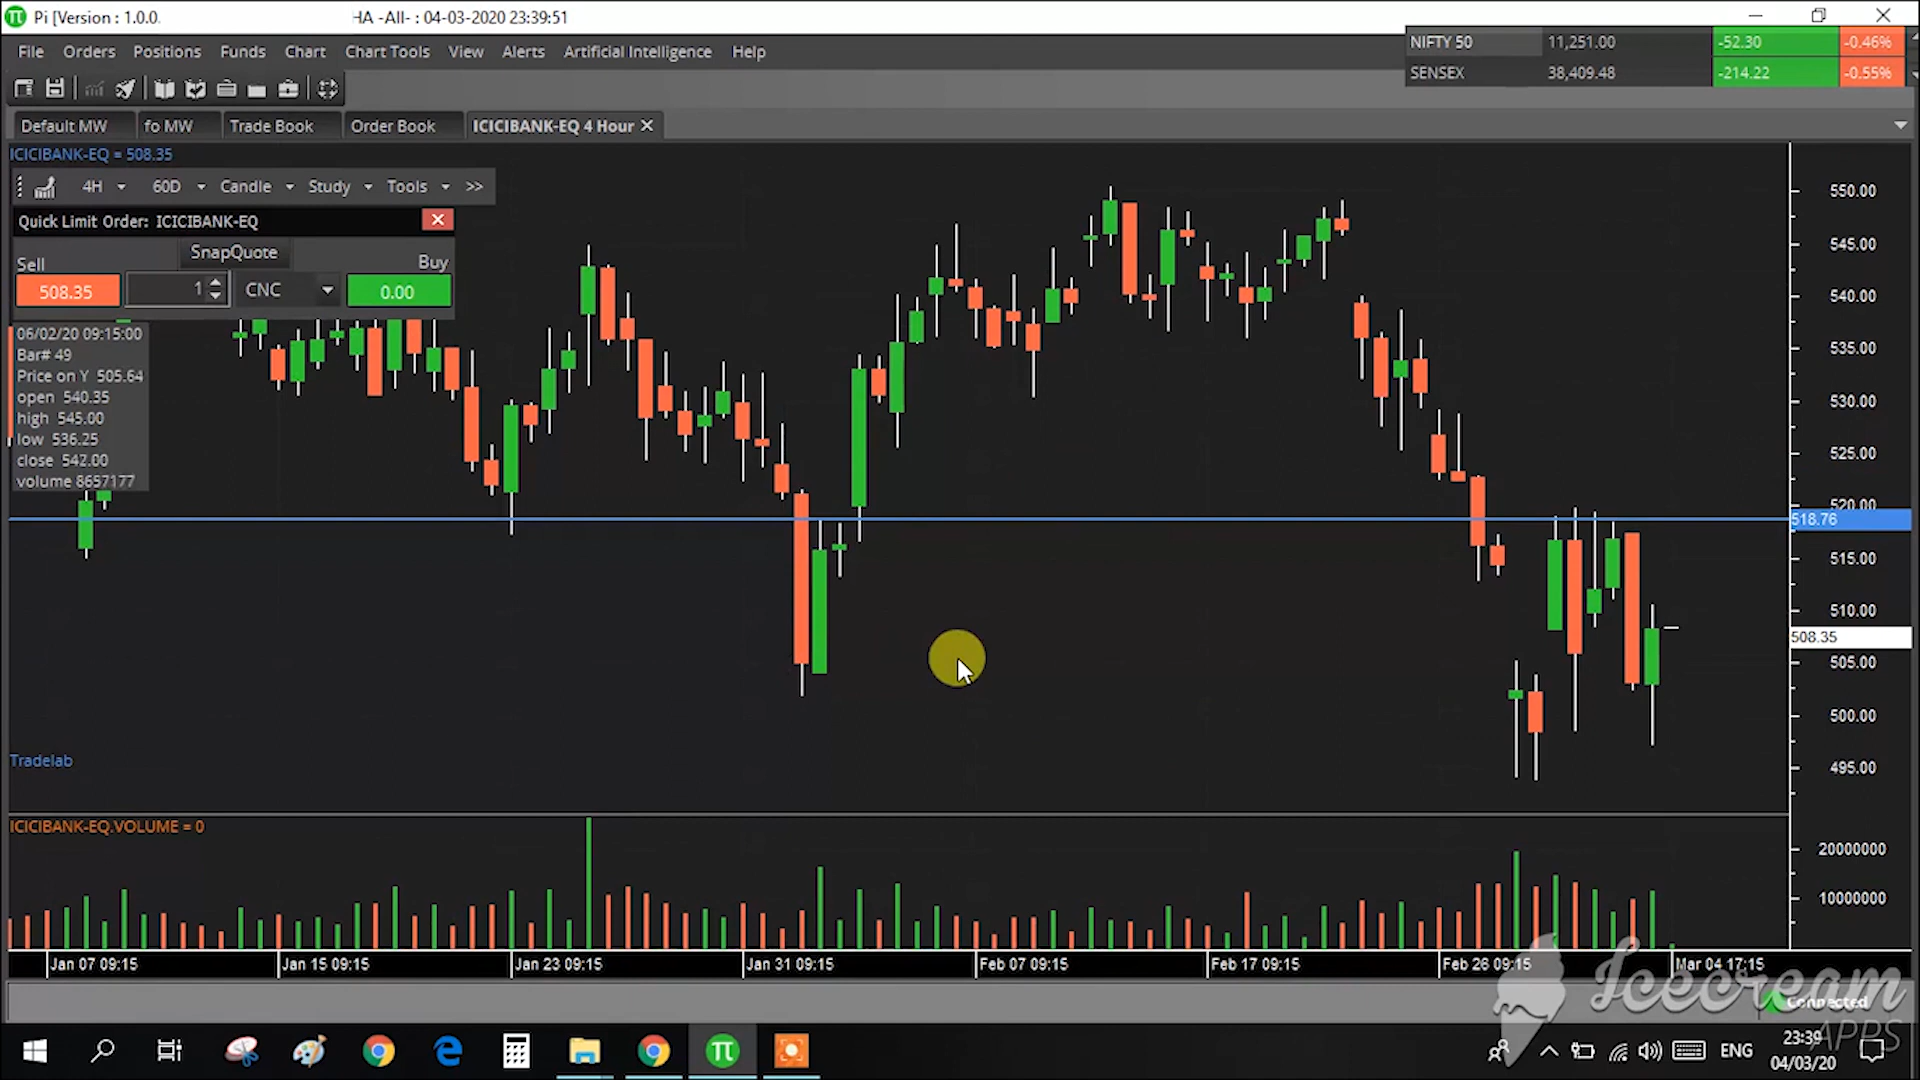 Pi [Version : 1.0.0.
HA -All- : 04-03-2020 23:39:51
File Orders Positions Funds Chart Chart Tools View Alerts Artificial Intelligence Help
NIFTY 50 11,251.00 -52.30 -0.46%
SENSEX 38,409.48 -214.22 -0.55%
Default MW fo MW Trade Book Order Book ICICIBANK-EQ 4 Hour
ICICIBANK-EQ = 508.35
4H 60D Candle Study Tools >>
Quick Limit Order: ICICIBANK-EQ
SnapQuote
Sell Buy
508.35 1 CNC 0.00
06/02/20 09:15:00
Bar# 49
Price on Y 505.64
open 540.35
high 545.00
low 536.25
close 542.00
volume 8657177
550.00
545.00
540.00
535.00
530.00
525.00
520.00
518.76
515.00
510.00
508.35
505.00
500.00
495.00
Tradelab
ICICIBANK-EQ.VOLUME = 0
20000000
10000000
Jan 07 09:15 Jan 15 09:15 Jan 23 09:15 Jan 31 09:15 Feb 07 09:15 Feb 17 09:15 Feb 26 09:15 Mar 04 17:15
Icecream
APPS
Connected
ENG
23:39
04/03/20